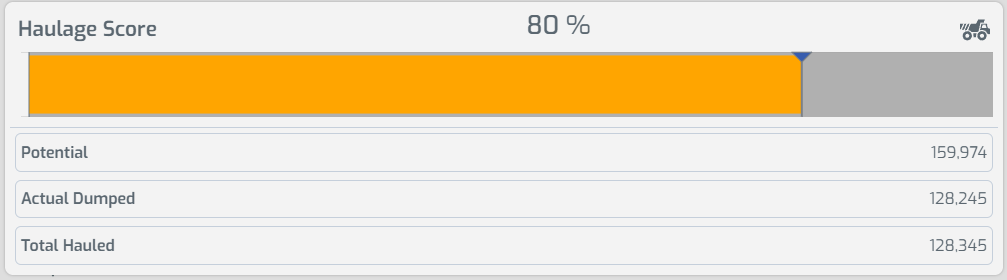 Haulage Score
80 %
Potential 159,974
Actual Dumped 128,245
Total Hauled 128,345